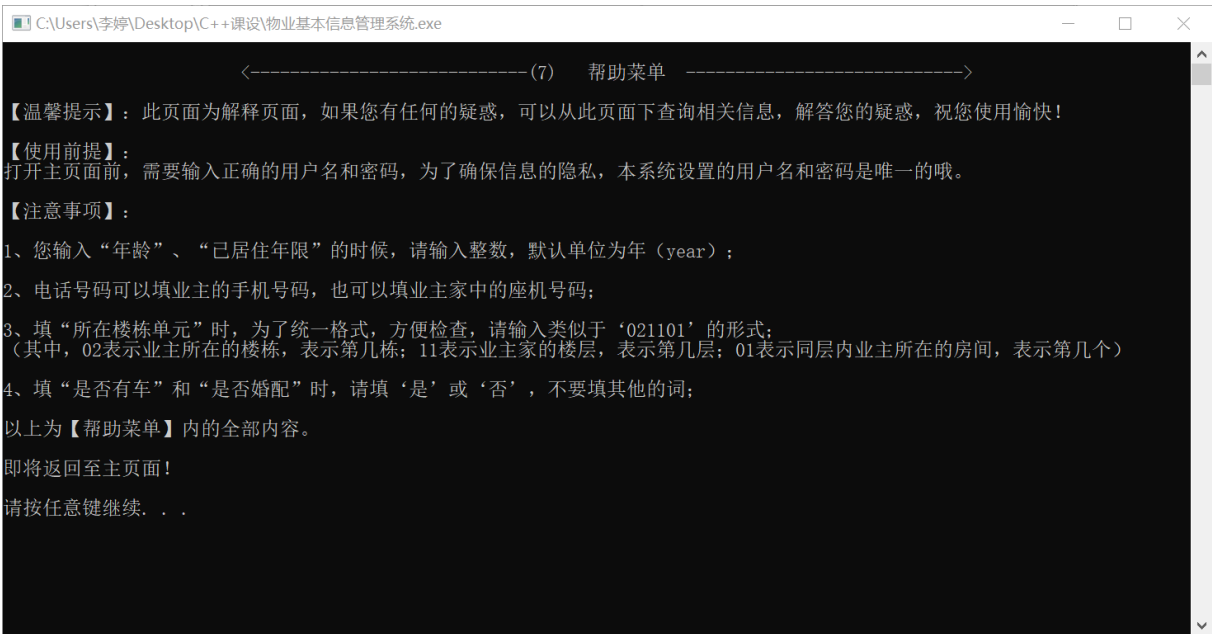 C:\Users\李婷\Desktop\C++课设\物业基本信息管理系统.exe
<----------------------------(7) 帮助菜单 ---------------------------->
【温馨提示】：此页面为解释页面，如果您有任何的疑惑，可以从此页面下查询相关信息，解答您的疑惑，祝您使用愉快！
【使用前提】：
打开主页面前，需要输入正确的用户名和密码，为了确保信息的隐私，本系统设置的用户名和密码是唯一的哦。
【注意事项】：
1、您输入“年龄”、“已居住年限”的时候，请输入整数，默认单位为年（year）；
2、电话号码可以填业主的手机号码，也可以填业主家中的座机号码；
3、填“所在楼栋单元”时，为了统一格式，方便检查，请输入类似于‘021101’的形式；
（其中，02表示业主所在的楼栋，表示第几栋；11表示业主家的楼层，表示第几层；01表示同层内业主所在的房间，表示第几个）
4、填“是否有车”和“是否婚配”时，请填‘是’或‘否’，不要填其他的词；
以上为【帮助菜单】内的全部内容。
即将返回至主页面！
请按任意键继续. . .